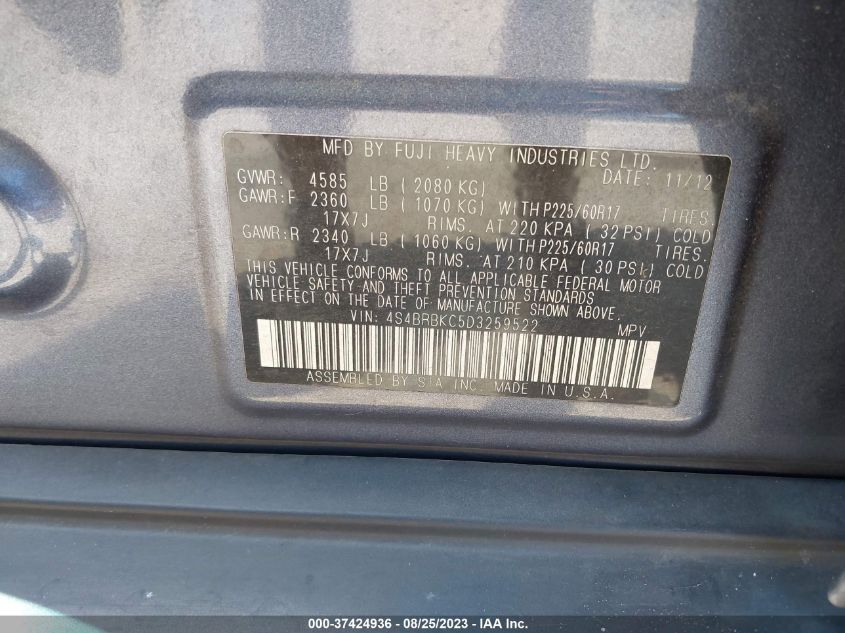 MFD BY FUJI HEAVY INDUSTRIES LTD.
DATE: 11/12
GVWR: 4585 LB ( 2080 KG)
GAWR:F 2360 LB ( 1070 KG) WITH P225/60R17 TIRES
17X7J RIMS. AT 220 KPA ( 32 PSI) COLD
GAWR:R 2340 LB ( 1060 KG) WITH P225/60R17 TIRES.
17X7J RIMS. AT 210 KPA ( 30 PSI) COLD
THIS VEHICLE CONFORMS TO ALL APPLICABLE FEDERAL MOTOR
VEHICLE SAFETY AND THEFT PREVENTION STANDARDS
IN EFFECT ON THE DATE OF MANUFACTURE SHOWN ABOVE.
VIN: 4S4BRBKC5D3259522 MPV
ASSEMBLED BY SIA INC. MADE IN U.S.A.
000-37424936 - 08/25/2023 - IAA Inc.